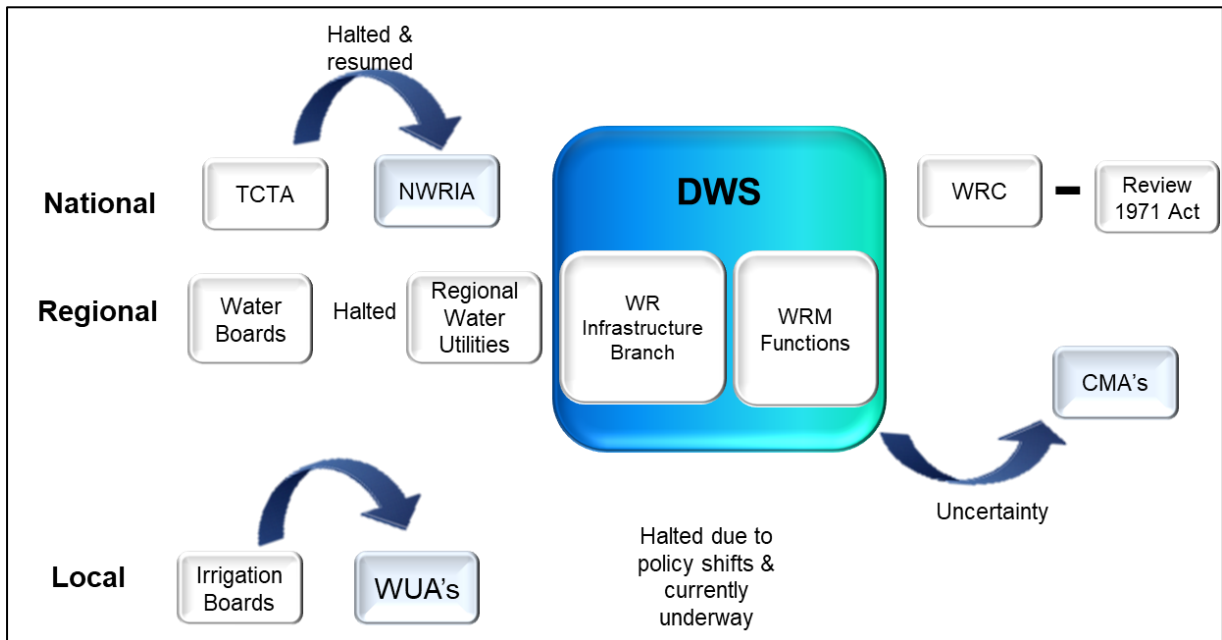 Halted &
resumed
National
TCTA
NWRIA
DWS
WRC
-
Review
1971 Act
Regional
Water
Boards
Halted
Regional
Water
Utilities
WR
Infrastructure
Branch
WRM
Functions
CMA's
Uncertainty
Local
Irrigation
Boards
WUA's
Halted due to
policy shifts &
currently
underway